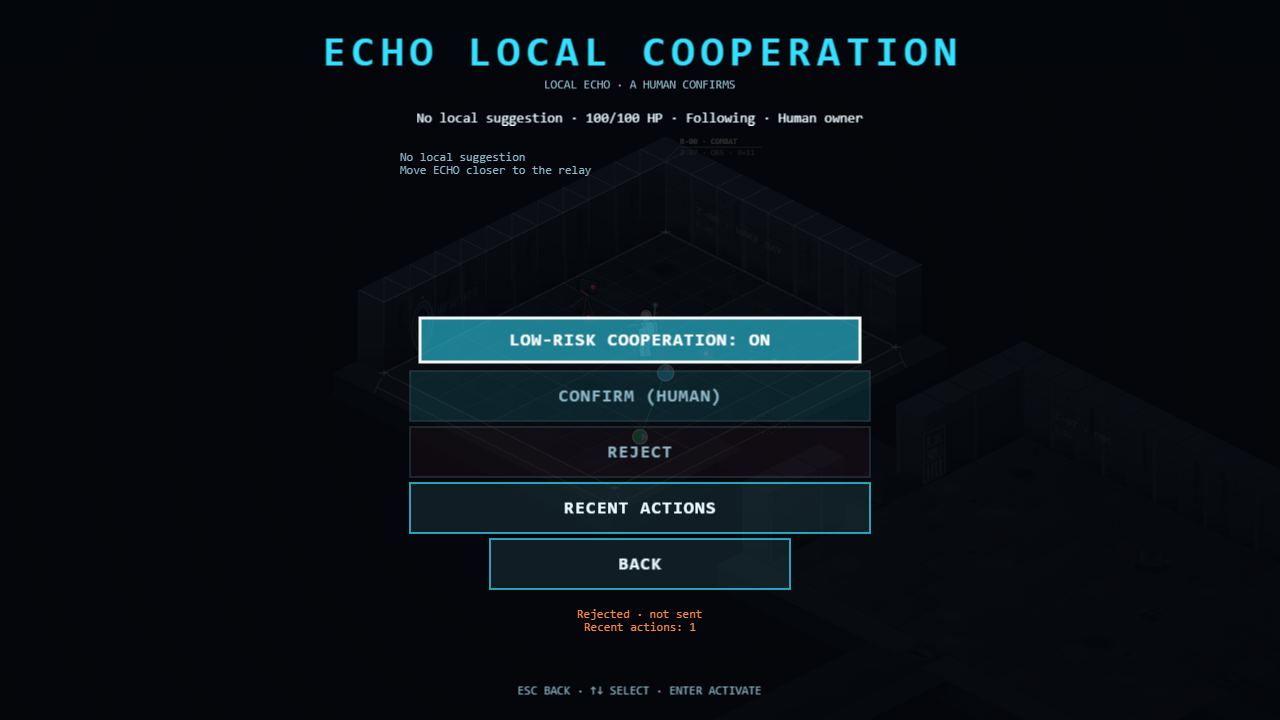 ECHO LOCAL COOPERATION
LOCAL ECHO · A HUMAN CONFIRMS
No local suggestion · 100/100 HP · Following · Human owner
No local suggestion
Move ECHO closer to the relay
LOW-RISK COOPERATION: ON
CONFIRM (HUMAN)
REJECT
RECENT ACTIONS
BACK
Rejected · not sent
Recent actions: 1
ESC BACK · ↑↓ SELECT · ENTER ACTIVATE